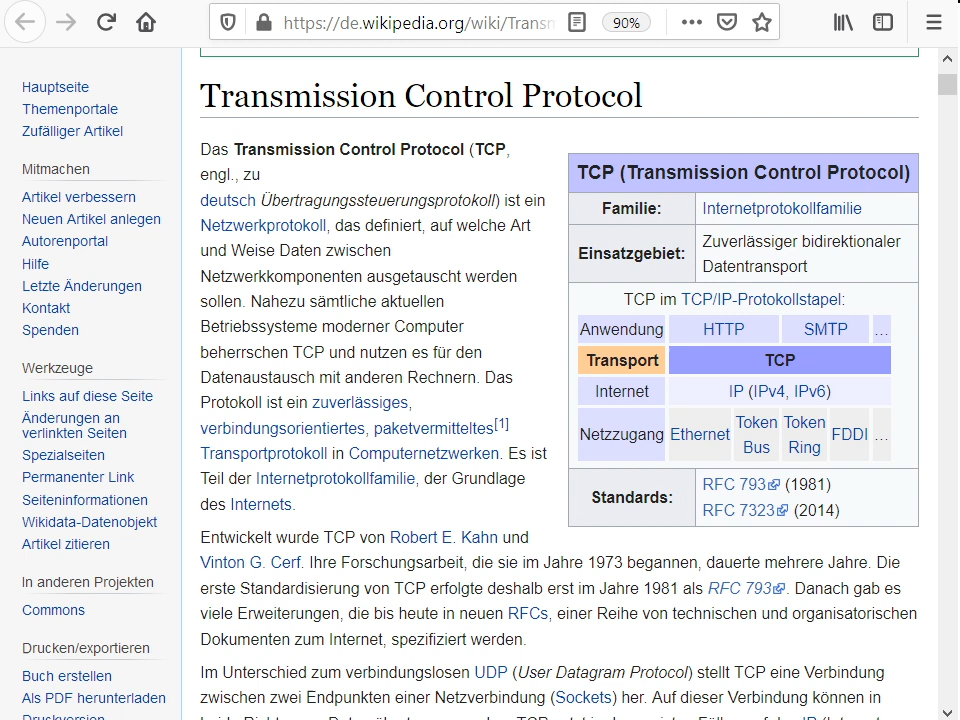 https://de.wikipedia.org/wiki/Transm
90%
Hauptseite
Themenportale
Zufälliger Artikel
Mitmachen
Artikel verbessern
Neuen Artikel anlegen
Autorenportal
Hilfe
Letzte Änderungen
Kontakt
Spenden
Werkzeuge
Links auf diese Seite
Änderungen an
verlinkten Seiten
Spezialseiten
Permanenter Link
Seiteninformationen
Wikidata-Datenobjekt
Artikel zitieren
In anderen Projekten
Commons
Drucken/exportieren
Buch erstellen
Als PDF herunterladen
Druckversion
Transmission Control Protocol
Das Transmission Control Protocol (TCP,
engl., zu
deutsch Übertragungssteuerungsprotokoll) ist ein
Netzwerkprotokoll, das definiert, auf welche Art
und Weise Daten zwischen
Netzwerkkomponenten ausgetauscht werden
sollen. Nahezu sämtliche aktuellen
Betriebssysteme moderner Computer
beherrschen TCP und nutzen es für den
Datenaustausch mit anderen Rechnern. Das
Protokoll ist ein zuverlässiges,
verbindungsorientiertes, paketvermitteltes[1]
Transportprotokoll in Computernetzwerken. Es ist
Teil der Internetprotokollfamilie, der Grundlage
des Internets.
TCP (Transmission Control Protocol)
Familie: Internetprotokollfamilie
Einsatzgebiet: Zuverlässiger bidirektionaler
Datentransport
TCP im TCP/IP-Protokollstapel:
Anwendung HTTP SMTP …
Transport TCP
Internet IP (IPv4, IPv6)
Netzzugang Ethernet Token Bus Token Ring FDDI …
Standards: RFC 793 (1981)
RFC 7323 (2014)
Entwickelt wurde TCP von Robert E. Kahn und
Vinton G. Cerf. Ihre Forschungsarbeit, die sie im Jahre 1973 begannen, dauerte mehrere Jahre. Die
erste Standardisierung von TCP erfolgte deshalb erst im Jahre 1981 als RFC 793. Danach gab es
viele Erweiterungen, die bis heute in neuen RFCs, einer Reihe von technischen und organisatorischen
Dokumenten zum Internet, spezifiziert werden.
Im Unterschied zum verbindungslosen UDP (User Datagram Protocol) stellt TCP eine Verbindung
zwischen zwei Endpunkten einer Netzverbindung (Sockets) her. Auf dieser Verbindung können in